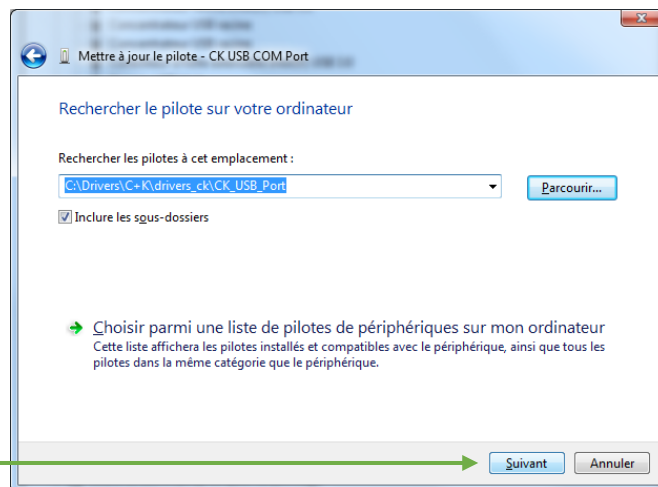 Mettre à jour le pilote - CK USB COM Port
Rechercher le pilote sur votre ordinateur
Rechercher les pilotes à cet emplacement :
C:\Drivers\C+K\drivers_ck\CK_USB_Port
Parcourir...
Inclure les sous-dossiers
Choisir parmi une liste de pilotes de périphériques sur mon ordinateur
Cette liste affichera les pilotes installés et compatibles avec le périphérique, ainsi que tous les
pilotes dans la même catégorie que le périphérique.
Suivant
Annuler